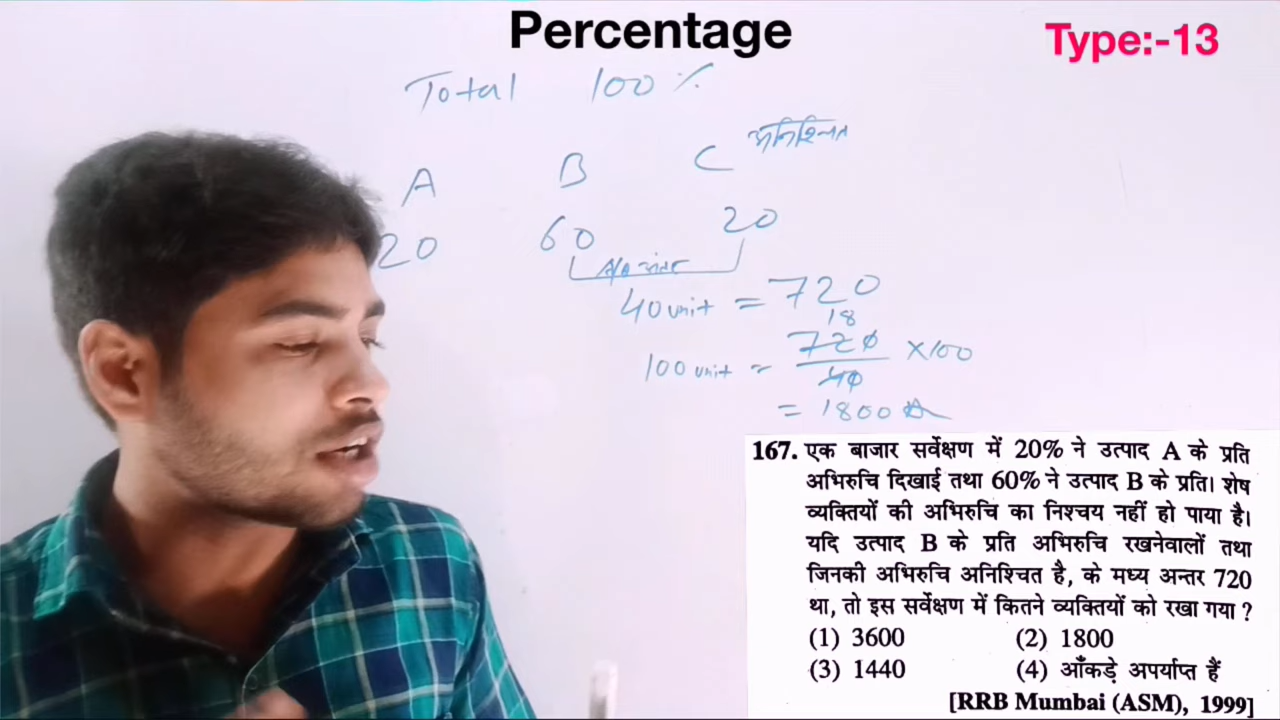 Percentage
Type:-13
Total 100%
A B C अनिश्चित
20 60 20
40 unit = 720
18
100 unit = 720/40 ×100
= 1800
167. एक बाजार सर्वेक्षण में 20% ने उत्पाद A के प्रति
अभिरुचि दिखाई तथा 60% ने उत्पाद B के प्रति। शेष
व्यक्तियों की अभिरुचि का निश्चय नहीं हो पाया है।
यदि उत्पाद B के प्रति अभिरुचि रखनेवालों तथा
जिनकी अभिरुचि अनिश्चित है, के मध्य अन्तर 720
था, तो इस सर्वेक्षण में कितने व्यक्तियों को रखा गया ?
(1) 3600 (2) 1800
(3) 1440 (4) आँकड़े अपर्याप्त हैं
[RRB Mumbai (ASM), 1999]